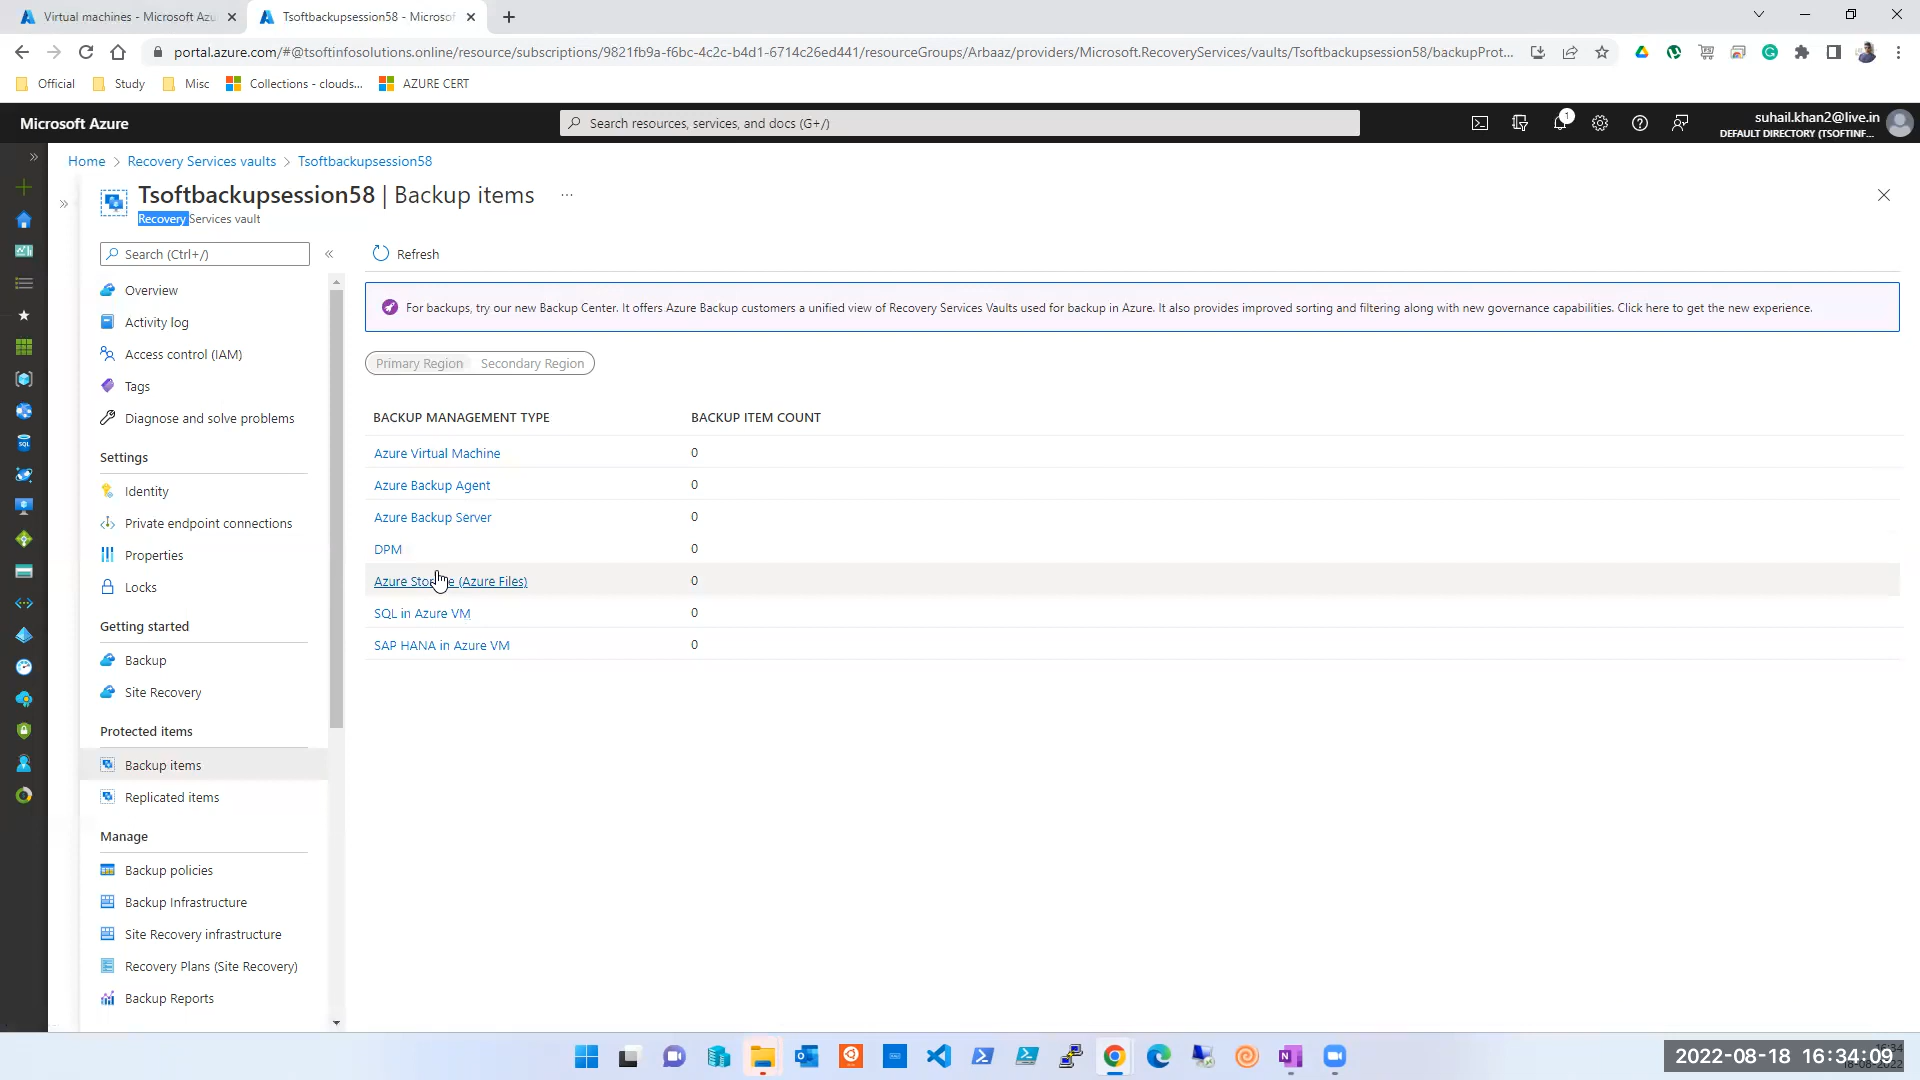 Virtual machines - Microsoft Azu
Tsoftbackupsession58 - Microsof
portal.azure.com/#@tsoftinfosolutions.online/resource/subscriptions/9821fb9a-f6bc-4c2c-b4d1-6714c26ed441/resourceGroups/Arbaaz/providers/Microsoft.RecoveryServices/vaults/Tsoftbackupsession58/backupProt...
Official
Study
Misc
Collections - clouds...
AZURE CERT
Microsoft Azure
Search resources, services, and docs (G+/)
1
suhail.khan2@live.in
DEFAULT DIRECTORY (TSOFTINF...
Home > Recovery Services vaults > Tsoftbackupsession58
Tsoftbackupsession58 | Backup items
Recovery Services vault
Search (Ctrl+/)
Refresh
Overview
Activity log
Access control (IAM)
Tags
Diagnose and solve problems
Settings
Identity
Private endpoint connections
Properties
Locks
Getting started
Backup
Site Recovery
Protected items
Backup items
Replicated items
Manage
Backup policies
Backup Infrastructure
Site Recovery infrastructure
Recovery Plans (Site Recovery)
Backup Reports
For backups, try our new Backup Center. It offers Azure Backup customers a unified view of Recovery Services Vaults used for backup in Azure. It also provides improved sorting and filtering along with new governance capabilities. Click here to get the new experience.
Primary Region Secondary Region
BACKUP MANAGEMENT TYPE BACKUP ITEM COUNT
Azure Virtual Machine 0
Azure Backup Agent 0
Azure Backup Server 0
DPM 0
Azure Storage (Azure Files) 0
SQL in Azure VM 0
SAP HANA in Azure VM 0
2022-08-18 16:34:09